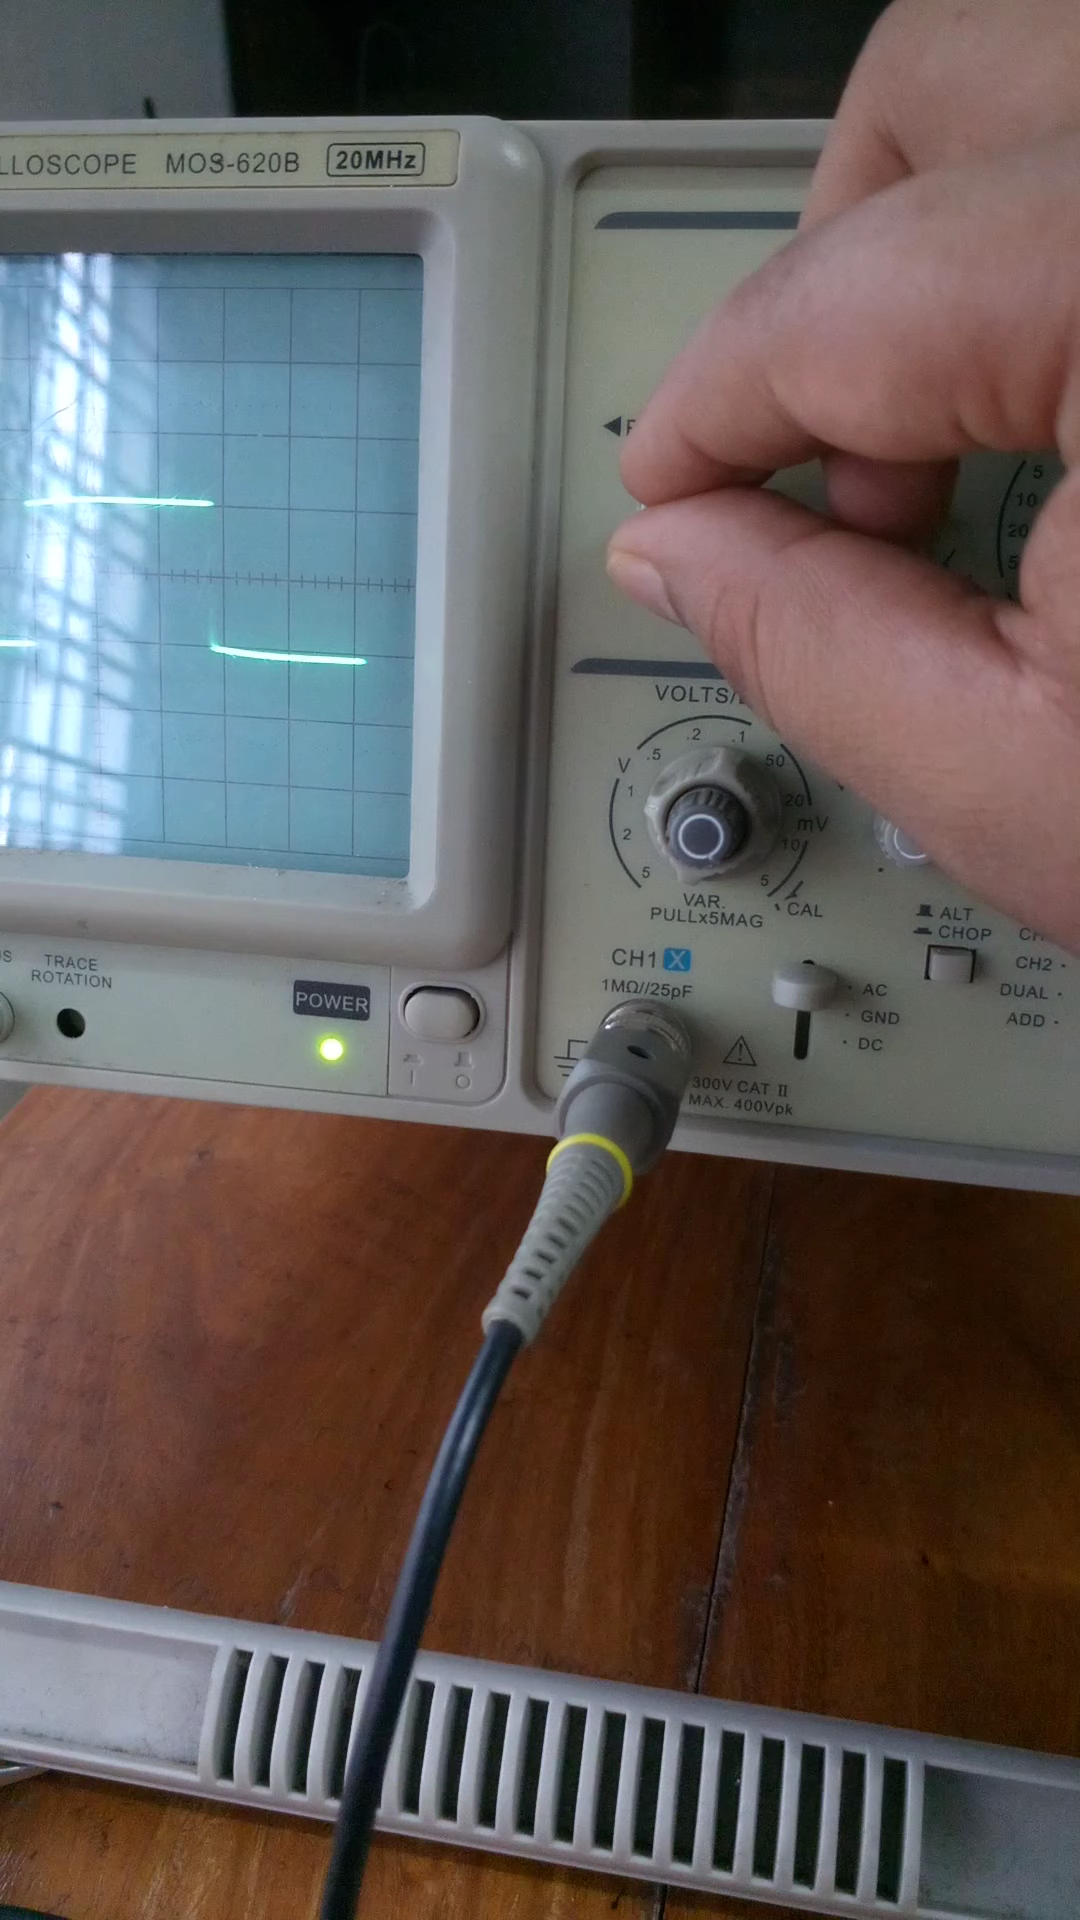 LLOSCOPE MOS-620B 20MHz
5
10
20
VOLTS/
V
.5
.2
.1
50
1
20
mV
2
10
5
5
CAL
VAR.
PULLx5MAG
ALT
CHOP
CH1 X
1MΩ//25pF
CH2
DUAL
ADD
AC
GND
DC
TRACE
ROTATION
POWER
I O
300V CAT II
MAX. 400Vpk